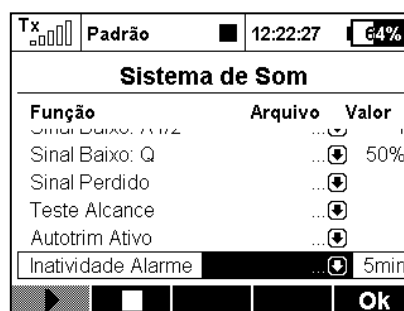 Tx Padrão 12:22:27 64%
Sistema de Som
Função Arquivo Valor
Sinal Baixo: Q ... 50%
Sinal Perdido ...
Teste Alcance ...
Autotrim Ativo ...
Inatividade Alarme ... 5min
Ok